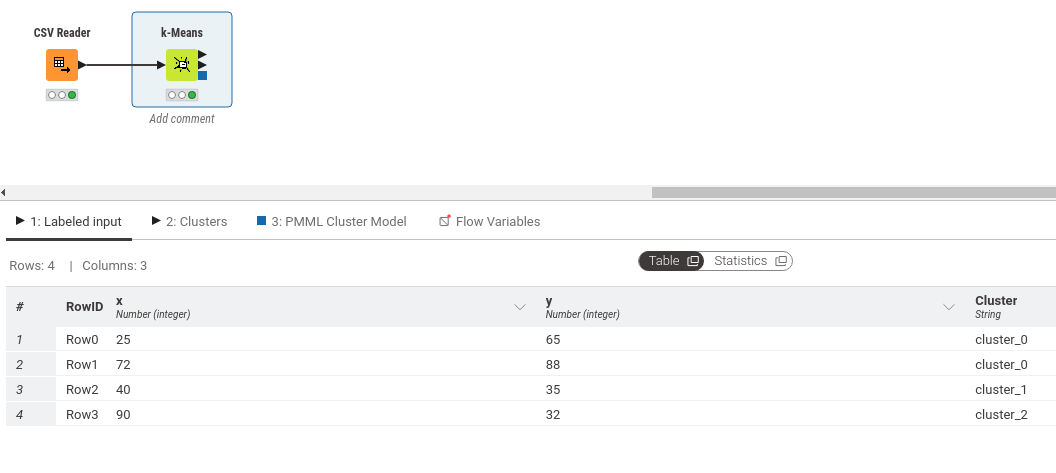 CSV Reader
k-Means
Add comment
1: Labeled input
2: Clusters
3: PMML Cluster Model
Flow Variables
Rows: 4 | Columns: 3
Table
Statistics
# RowID x y Cluster
Number (integer) Number (integer) String
1 Row0 25 65 cluster_0
2 Row1 72 88 cluster_0
3 Row2 40 35 cluster_1
4 Row3 90 32 cluster_2